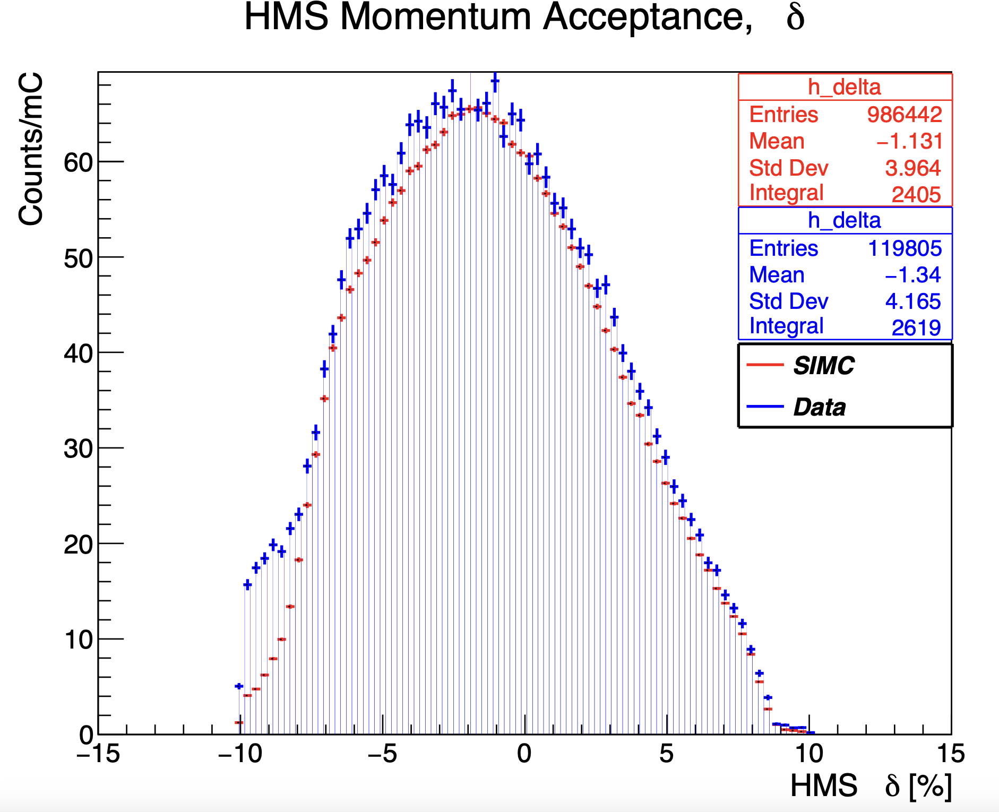 HMS Momentum Acceptance, δ
Counts/mC
h_delta
Entries 986442
Mean −1.131
Std Dev 3.964
Integral 2405
h_delta
Entries 119805
Mean −1.34
Std Dev 4.165
Integral 2619
SIMC
Data
60
50
40
30
20
10
0
−15 −10 −5 0 5 10 15
HMS δ [%]